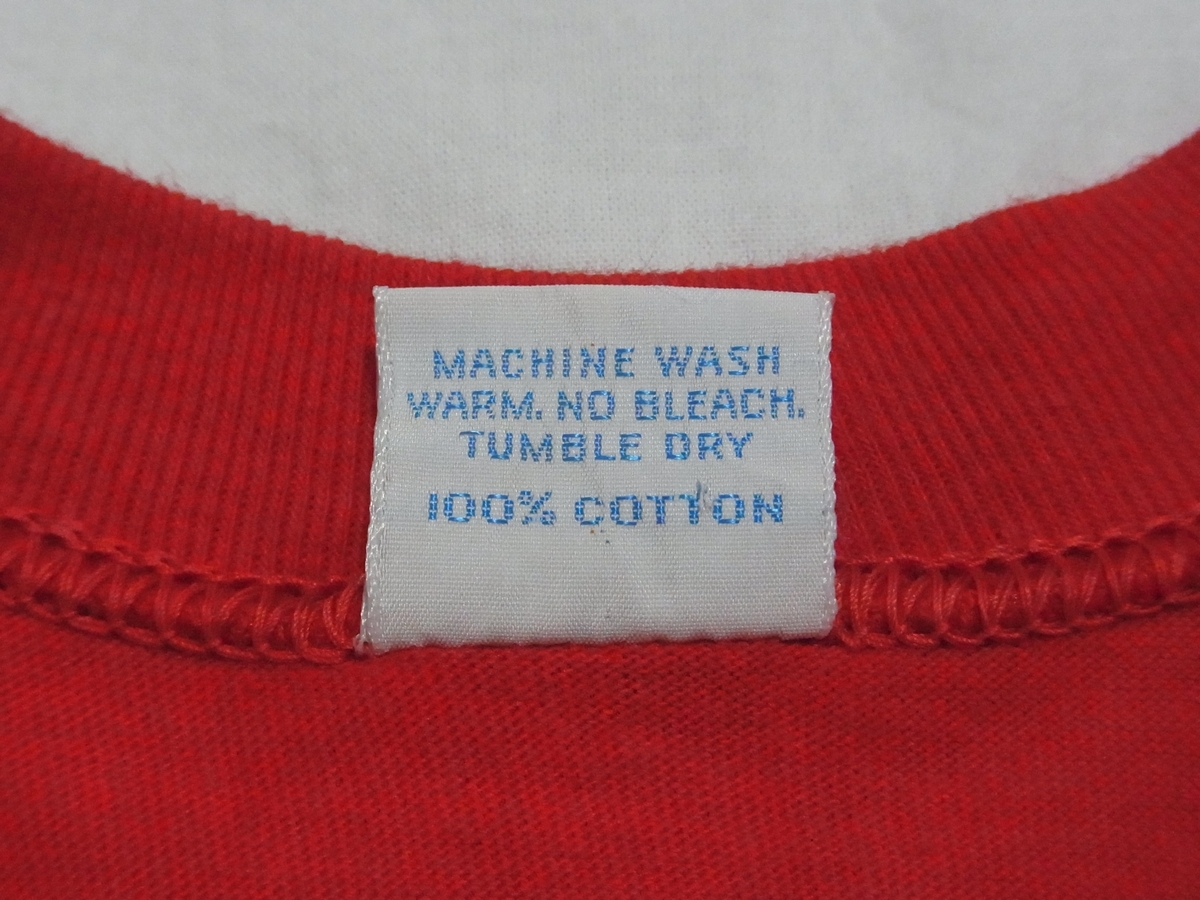 MACHINE WASH
WARM. NO BLEACH.
TUMBLE DRY
100% COTTON